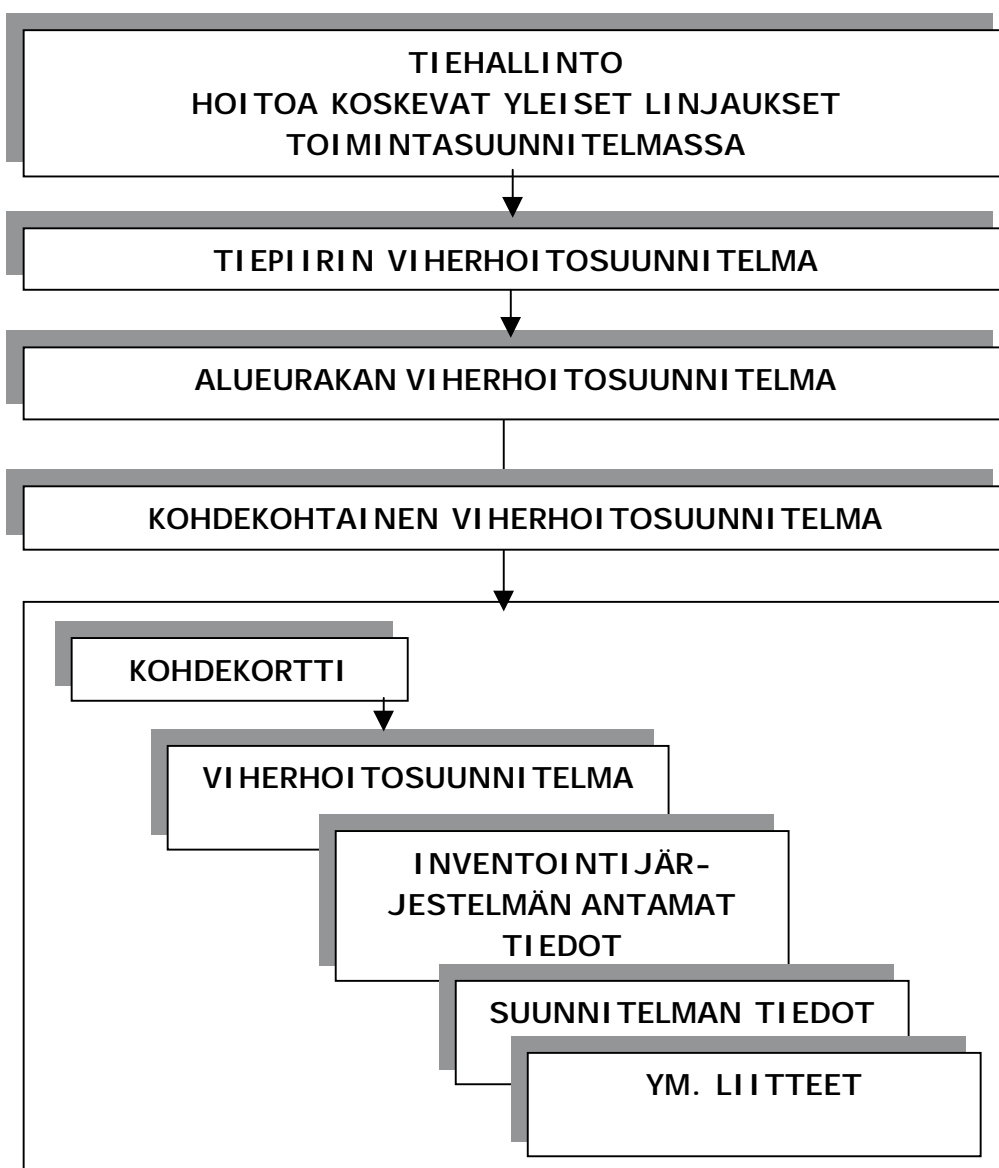 TIEHALLINTO
HOITOA KOSKEVAT YLEISET LINJAUKSET
TOIMINTASUUNNITELMASSA
TIEPIIRIN VIHERHOITOSUUNNITELMA
ALUEURAKAN VIHERHOITOSUUNNITELMA
KOHDEKOHTAINEN VIHERHOITOSUUNNITELMA
KOHDEKORTTI
VIHERHOITOSUUNNITELMA
INVENTOINTIJÄR-
JESTELMÄN ANTAMAT
TIEDOT
SUUNNITELMAN TIEDOT
YM. LIITTEET